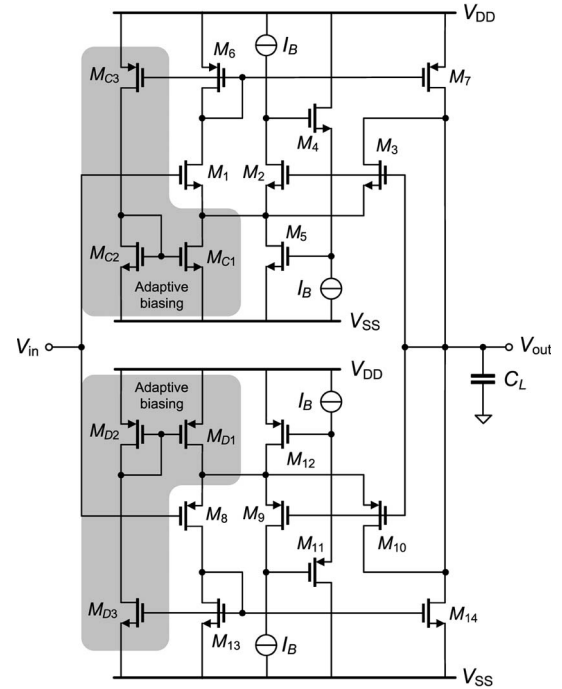 V_DD
M_C3
M_6
I_B
M_7
M_4
M_3
M_1
M_2
M_5
M_C2
M_C1
Adaptive
biasing
I_B
V_SS
V_in
V_out
V_DD
C_L
Adaptive
biasing
I_B
M_D2
M_D1
M_12
M_8
M_9
M_10
M_11
M_D3
M_13
I_B
M_14
V_SS